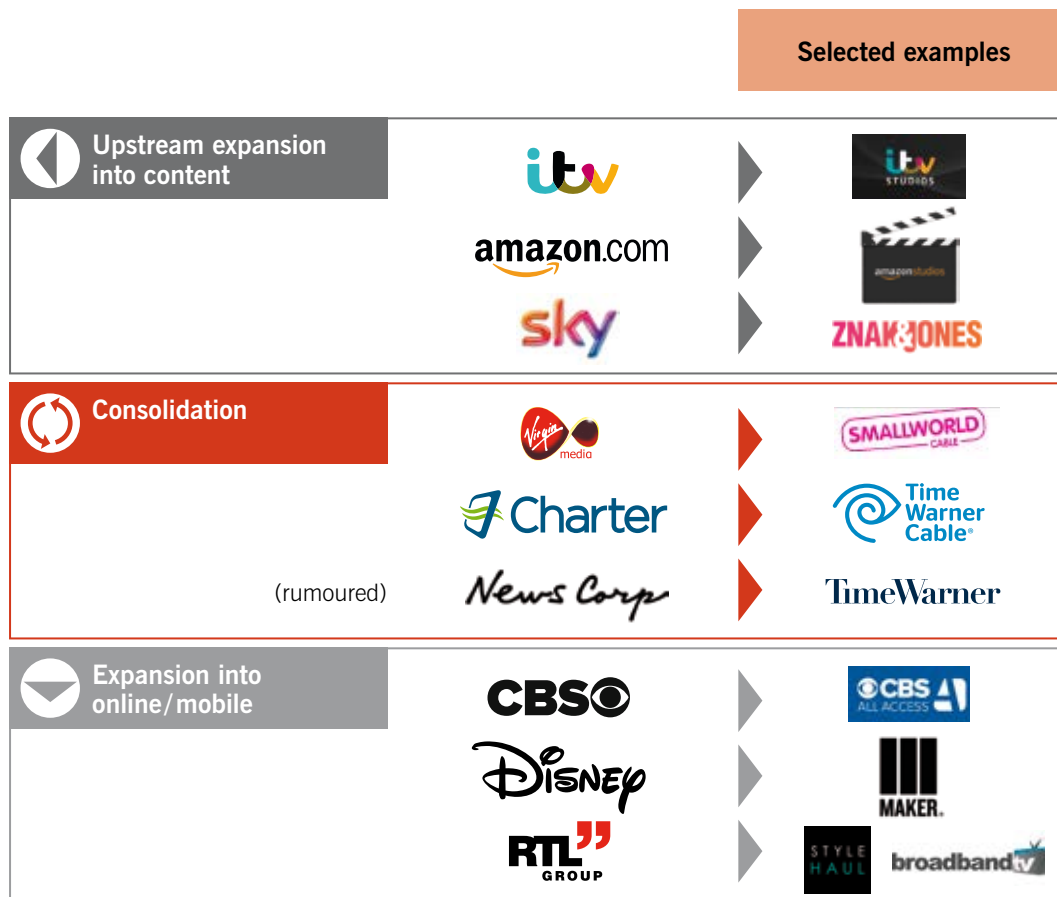 Selected examples
Upstream expansion
into content
itv
itv
STUDIOS
amazon.com
amazonstudios
sky
ZNAK&JONES
Consolidation
Virgin
media
SMALLWORLD
CABLE
Charter
Time
Warner
Cable®
(rumoured)
News Corp
TimeWarner
Expansion into
online/mobile
CBS
CBS
ALL ACCESS
Disney
MAKER.
RTL
GROUP
STYLE
HAUL
broadbandtv